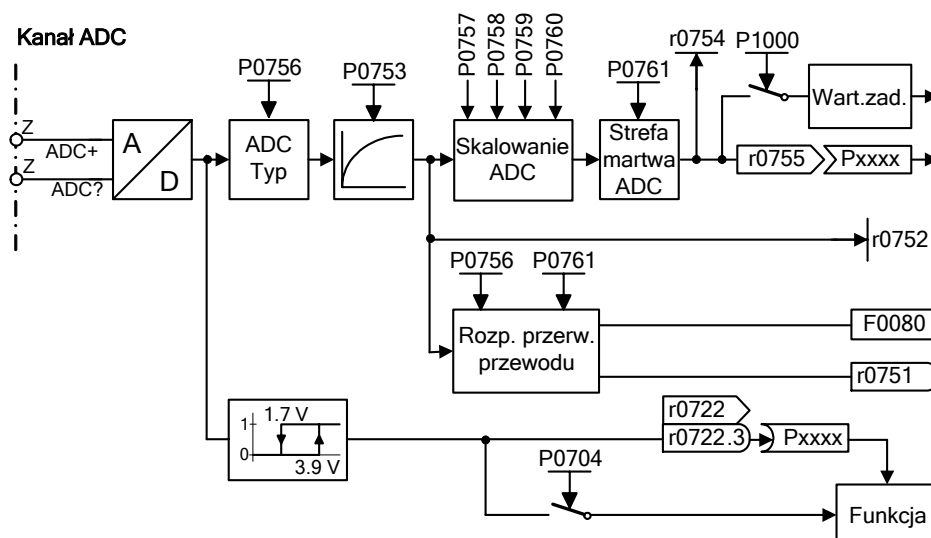 Kanał ADC
P0757
P0758
P0759
P0760
r0754
P1000
P0756
P0753
P0761
Z
ADC+
Z
ADC?
A
D
ADC
Typ
Skalowanie
ADC
Strefa
martwa
ADC
Wart.zad.
r0755
Pxxxx
r0752
P0756
P0761
Rozp. przerw.
przewodu
F0080
r0751
1
0
1.7 V
3.9 V
r0722
r0722.3
Pxxxx
P0704
Funkcja